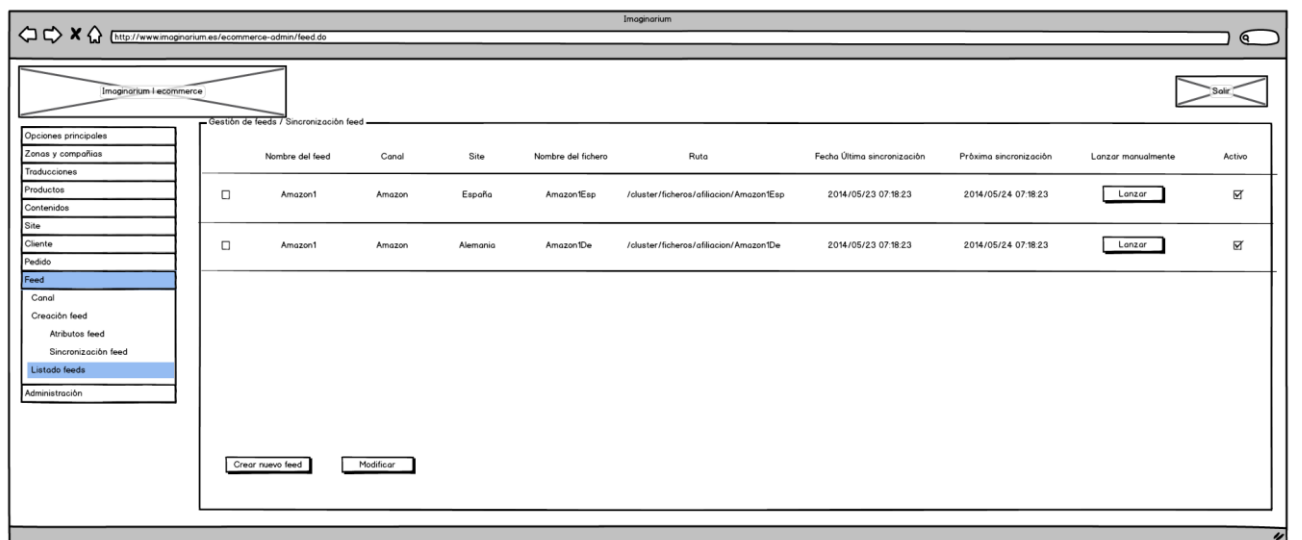 Imaginarium
http://www.imaginarium.es/ecommerce-admin/feed.do
Imaginarium | ecommerce
Salir
Opciones principales
Zonas y compañias
Traducciones
Productos
Contenidos
Site
Cliente
Pedido
Feed
Canal
Creación feed
Atributos feed
Sincronización feed
Listado feeds
Administración
Gestión de feeds / Sincronización feed
Nombre del feed Canal Site Nombre del fichero Ruta Fecha Última sincronización Próxima sincronización Lanzar manualmente Activo
Amazon1 Amazon España Amazon1Esp /cluster/ficheros/afiliacion/Amazon1Esp 2014/05/23 07:18:23 2014/05/24 07:18:23 Lanzar
Amazon1 Amazon Alemania Amazon1De /cluster/ficheros/afiliacion/Amazon1De 2014/05/23 07:18:23 2014/05/24 07:18:23 Lanzar
Crear nuevo feed Modificar